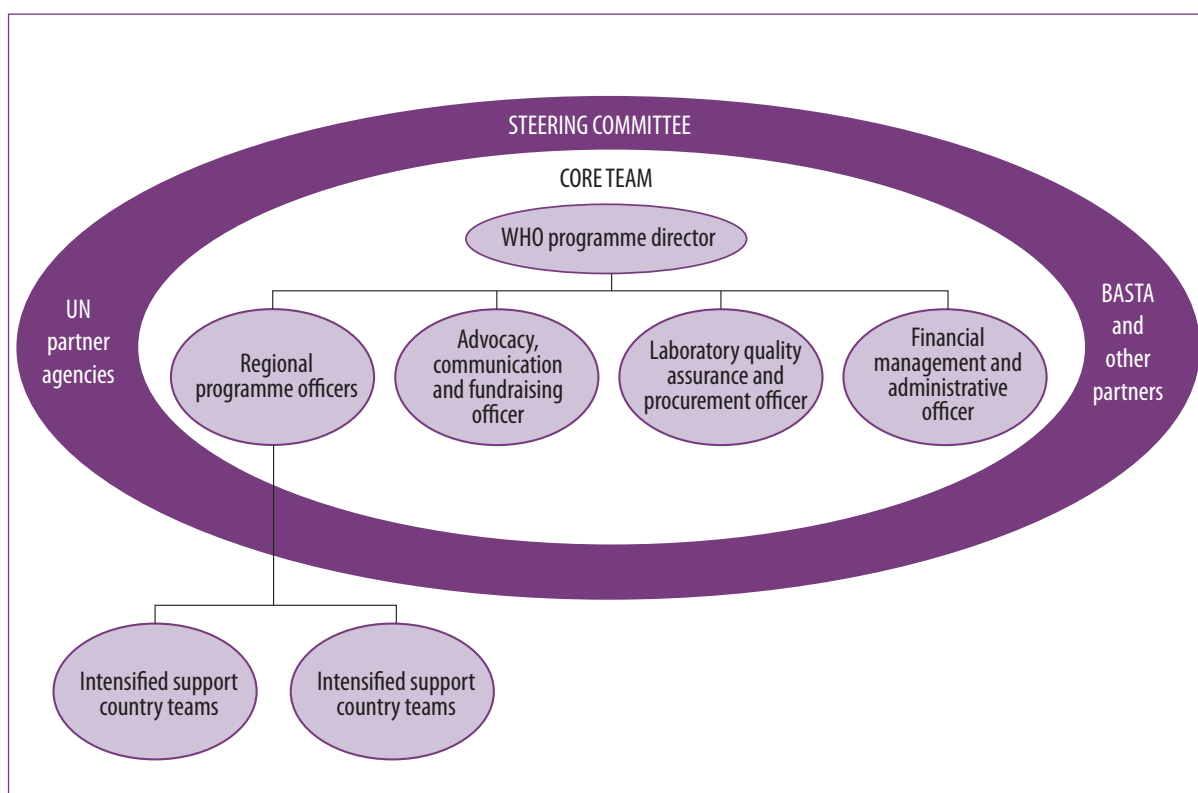 STEERING COMMITTEE
CORE TEAM
WHO programme director
UN
partner
agencies
Regional
programme officers
Advocacy,
communication
and fundraising
officer
Laboratory quality
assurance and
procurement officer
Financial
management and
administrative
officer
BASTA
and
other
partners
Intensified support
country teams
Intensified support
country teams